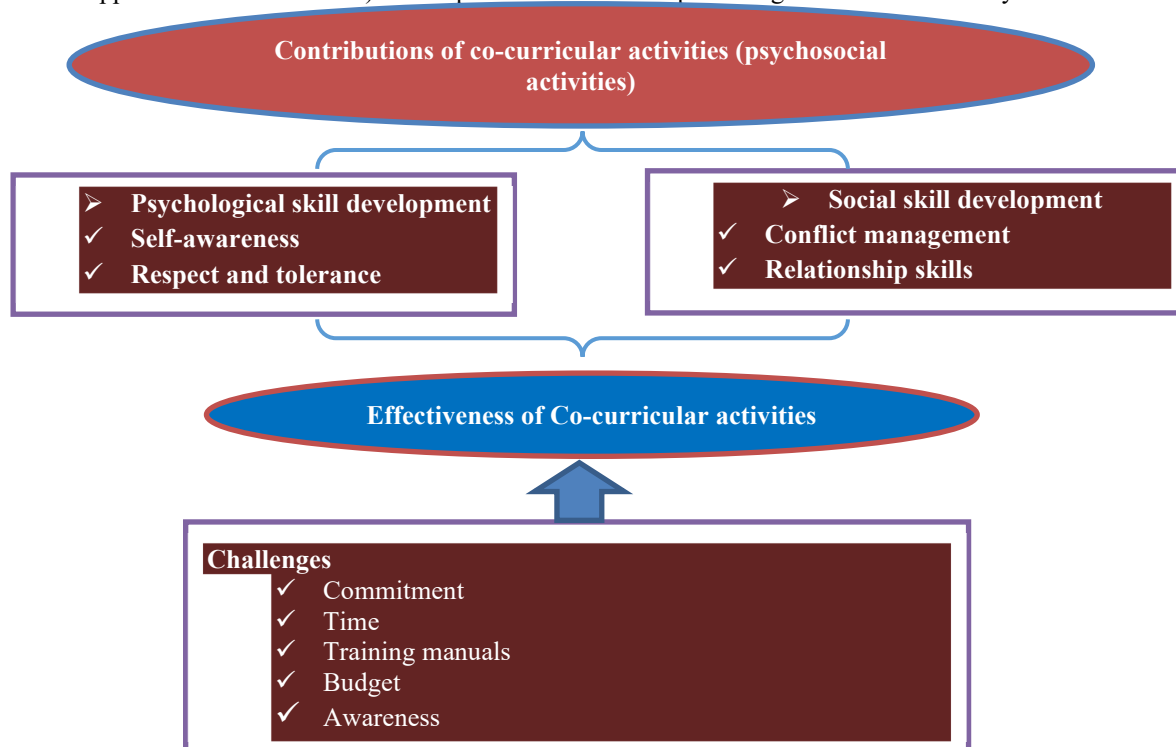 Contributions of co-curricular activities (psychosocial
activities)
➢ Psychological skill development
✓ Self-awareness
✓ Respect and tolerance
➢ Social skill development
✓ Conflict management
✓ Relationship skills
Effectiveness of Co-curricular activities
Challenges
✓ Commitment
✓ Time
✓ Training manuals
✓ Budget
✓ Awareness